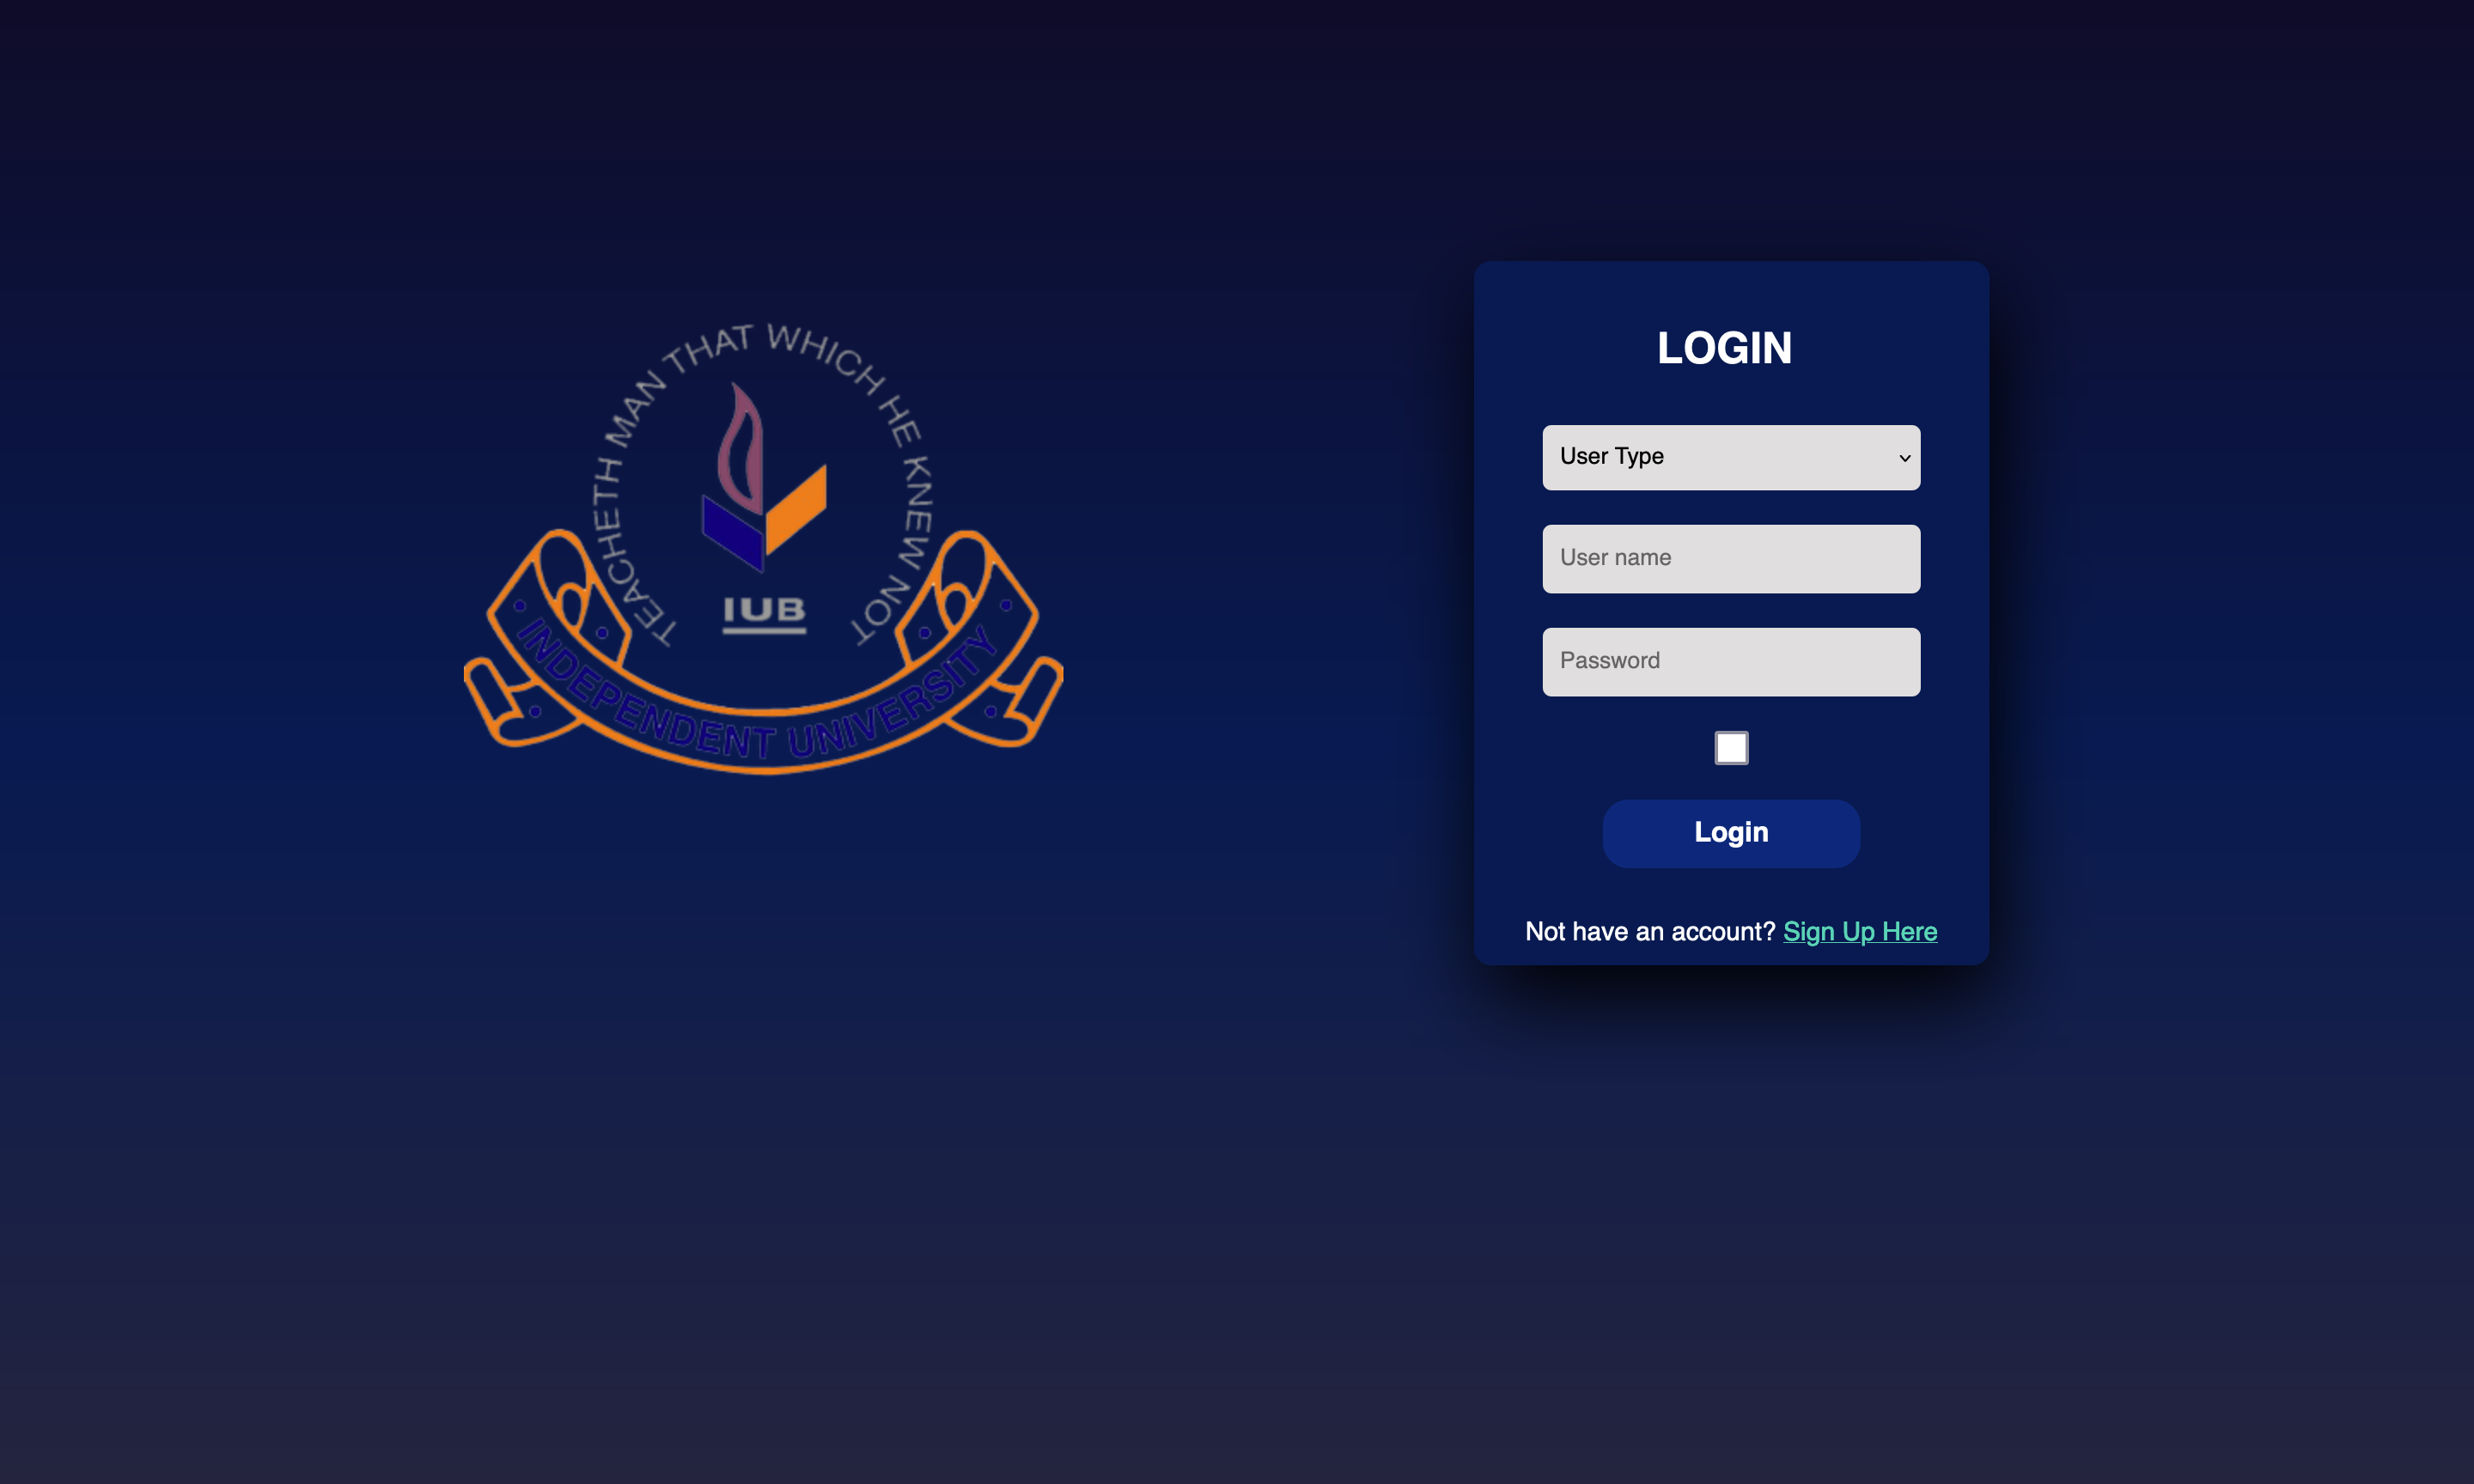 TEACHETH MAN THAT WHICH HE KNEW NOT
IUB
INDEPENDENT UNIVERSITY
LOGIN
User Type
User name
Password
Login
Not have an account? Sign Up Here